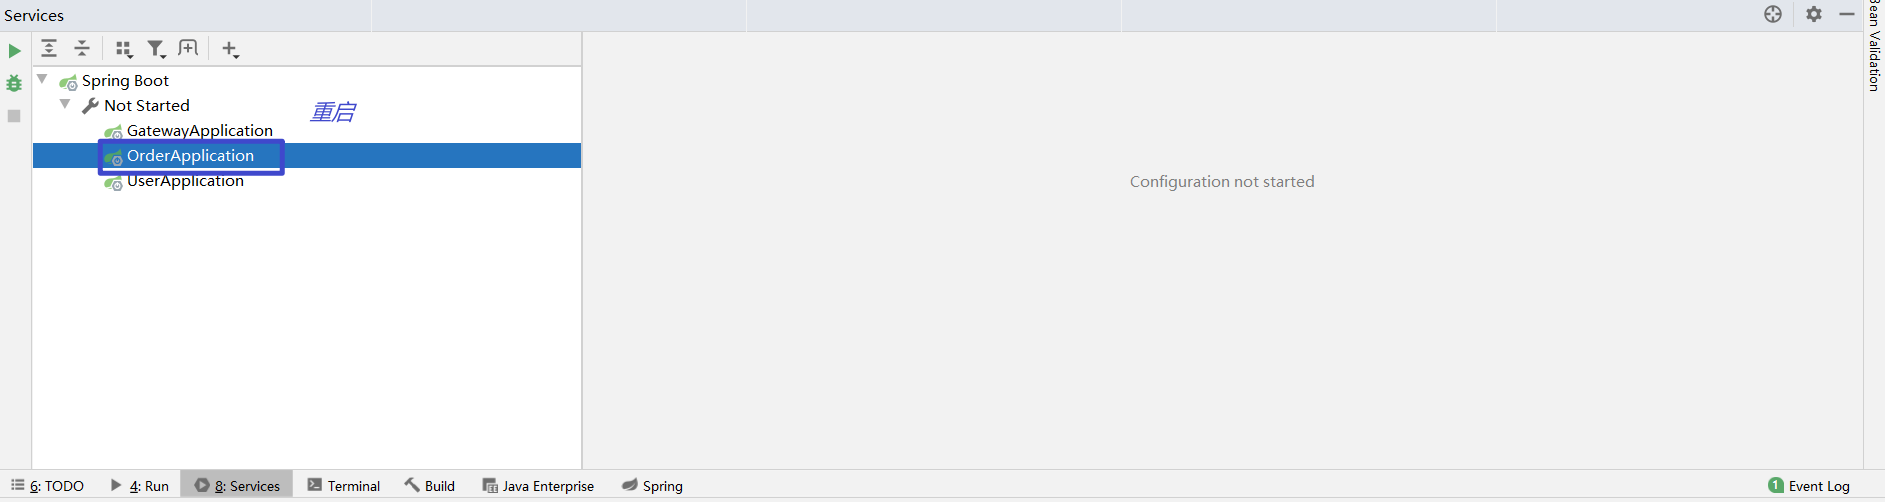 Services
Spring Boot
Not Started
重启
GatewayApplication
OrderApplication
UserApplication
Configuration not started
Bean Validation
6: TODO
4: Run
8: Services
Terminal
Build
Java Enterprise
Spring
1 Event Log